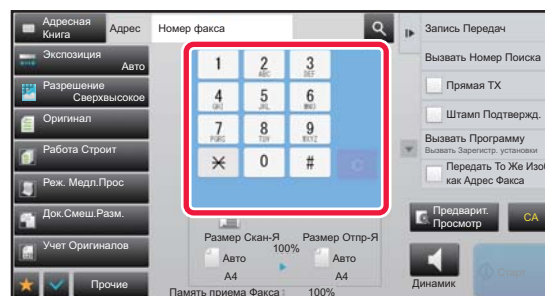 Адресная
Книга
Адрес
Номер факса
Экспозиция
Авто
Разрешение
Сверхвысокое
Оригинал
Работа Строит
Реж. Медл.Прос
Док.Смеш.Разм.
Учет Оригиналов
Прочие
1
2
ABC
3
DEF
4
GHI
5
JKL
6
MNO
7
PQRS
8
TUV
9
WXYZ
0
#
Размер Скан-Я
Размер Отпр-Я
100%
Авто
Авто
A4
A4
Память приема Факса :
100%
Запись Передач
Вызвать Номер Поиска
Прямая TX
Штамп Подтвержд.
Вызвать Программу
Вызвать Зарегистр. установки
Передать То Же Изоб
как Адрес Факса
Предварит.
Просмотр
CA
Динамик
Старт